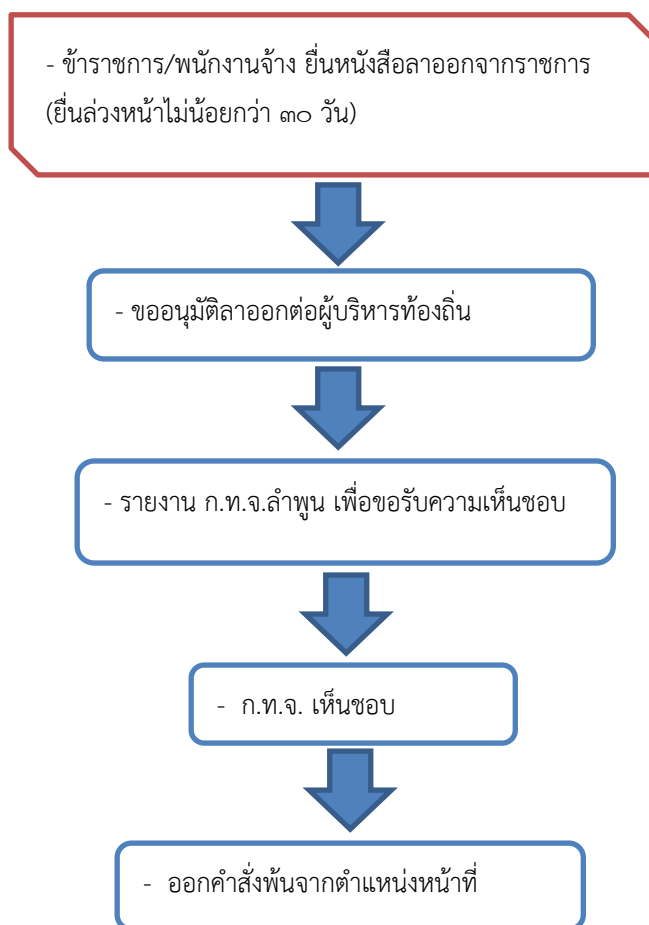 - ข้าราชการ/พนักงานจ้าง ยื่นหนังสือลาออกจากราชการ
(ยื่นล่วงหน้าไม่น้อยกว่า ๓๐ วัน)
- ขออนุมัติลาออกต่อผู้บริหารท้องถิ่น
- รายงาน ก.ท.จ.ลำพูน เพื่อขอรับความเห็นชอบ
- ก.ท.จ. เห็นชอบ
- ออกคำสั่งพ้นจากตำแหน่งหน้าที่